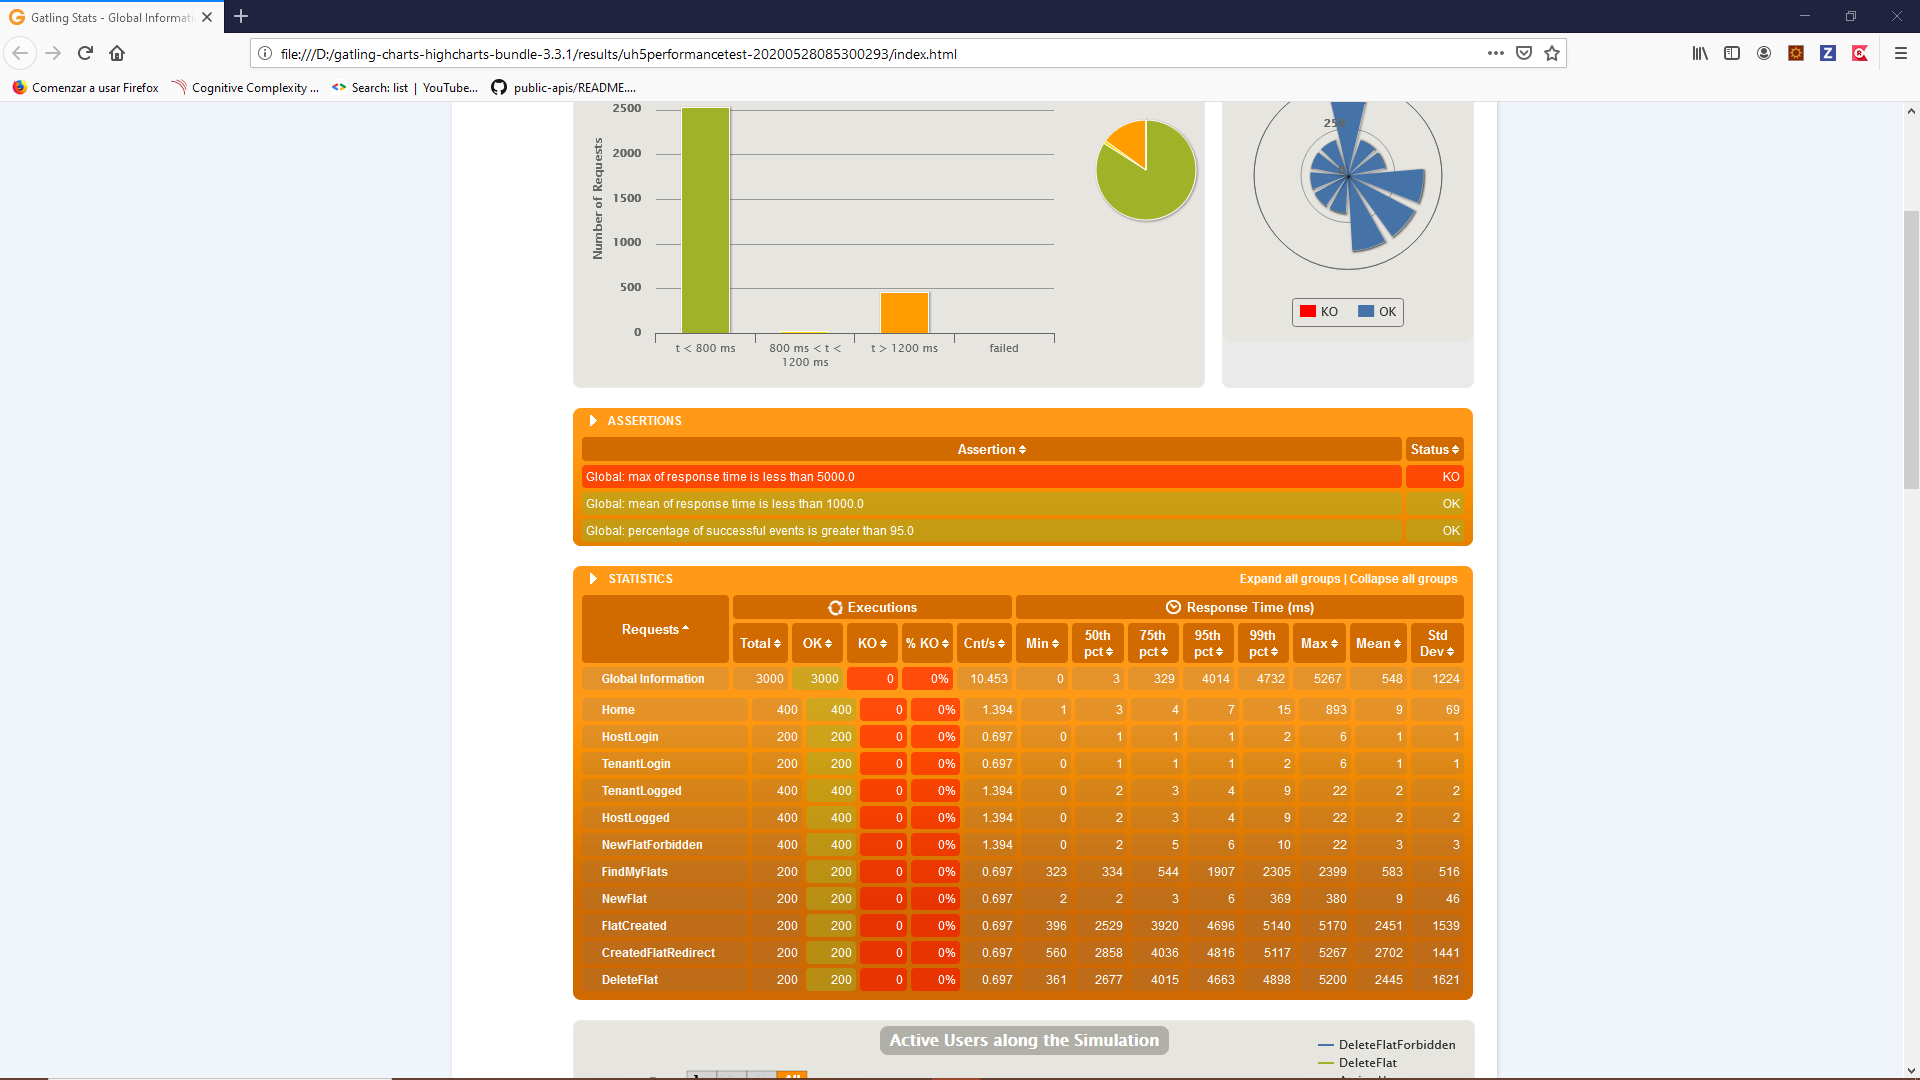 Gatling Stats - Global Informati
file:///D:/gatling-charts-highcharts-bundle-3.3.1/results/uh5performancetest-20200528085300293/index.html
Comenzar a usar Firefox Cognitive Complexity ... Search: list | YouTube... public-apis/README....
Number of Requests
2500
2000
1500
1000
500
0
t < 800 ms
800 ms < t < 1200 ms
t > 1200 ms
failed
250
KO OK
ASSERTIONS
Assertion Status
Global: max of response time is less than 5000.0 KO
Global: mean of response time is less than 1000.0 OK
Global: percentage of successful events is greater than 95.0 OK
STATISTICS Expand all groups | Collapse all groups
Requests Executions Response Time (ms)
Total OK KO % KO Cnt/s Min 50th pct 75th pct 95th pct 99th pct Max Mean Std Dev
Global Information 3000 3000 0 0% 10.453 0 3 329 4014 4732 5267 548 1224
Home 400 400 0 0% 1.394 1 3 4 7 15 893 9 69
HostLogin 200 200 0 0% 0.697 0 1 1 1 2 6 1 1
TenantLogin 200 200 0 0% 0.697 0 1 1 1 2 6 1 1
TenantLogged 400 400 0 0% 1.394 0 2 3 4 9 22 2 2
HostLogged 400 400 0 0% 1.394 0 2 3 4 9 22 2 2
NewFlatForbidden 400 400 0 0% 1.394 0 2 5 6 10 22 3 3
FindMyFlats 200 200 0 0% 0.697 323 334 544 1907 2305 2399 583 516
NewFlat 200 200 0 0% 0.697 2 2 3 6 369 380 9 46
FlatCreated 200 200 0 0% 0.697 396 2529 3920 4696 5140 5170 2451 1539
CreatedFlatRedirect 200 200 0 0% 0.697 560 2858 4036 4816 5117 5267 2702 1441
DeleteFlat 200 200 0 0% 0.697 361 2677 4015 4663 4898 5200 2445 1621
Active Users along the Simulation
DeleteFlatForbidden
DeleteFlat